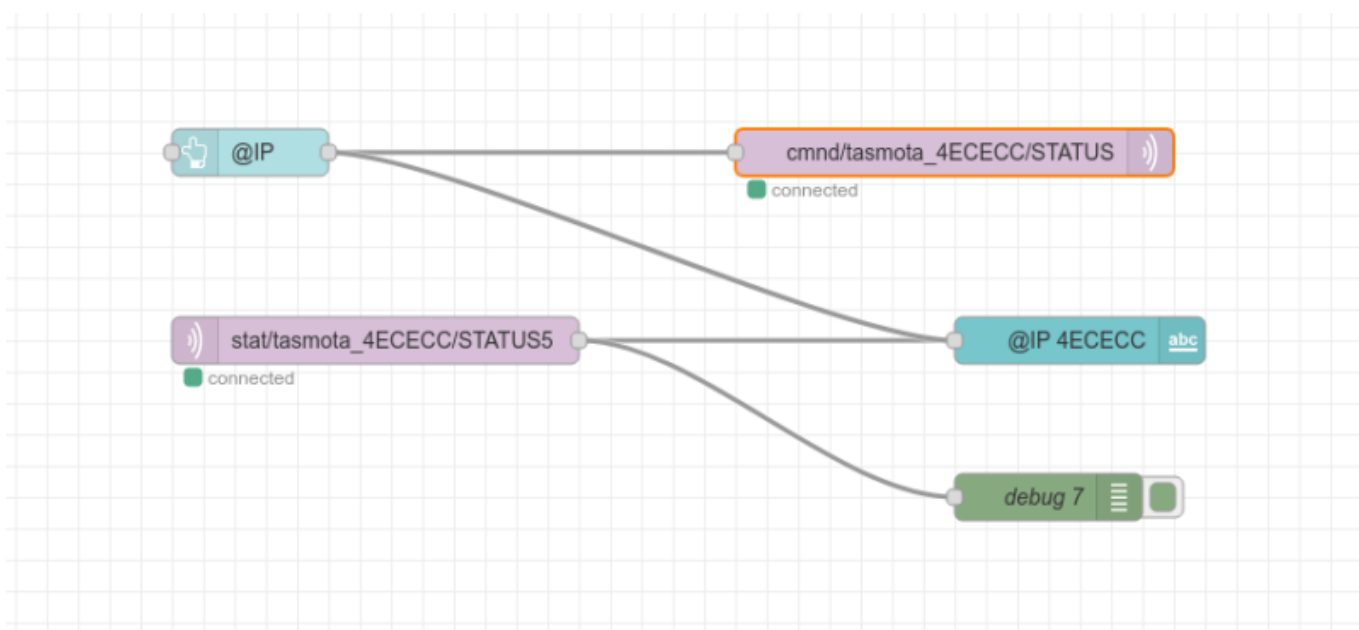 @IP
cmnd/tasmota_4ECECC/STATUS
connected
stat/tasmota_4ECECC/STATUS5
@IP 4ECECC
abc
connected
debug 7